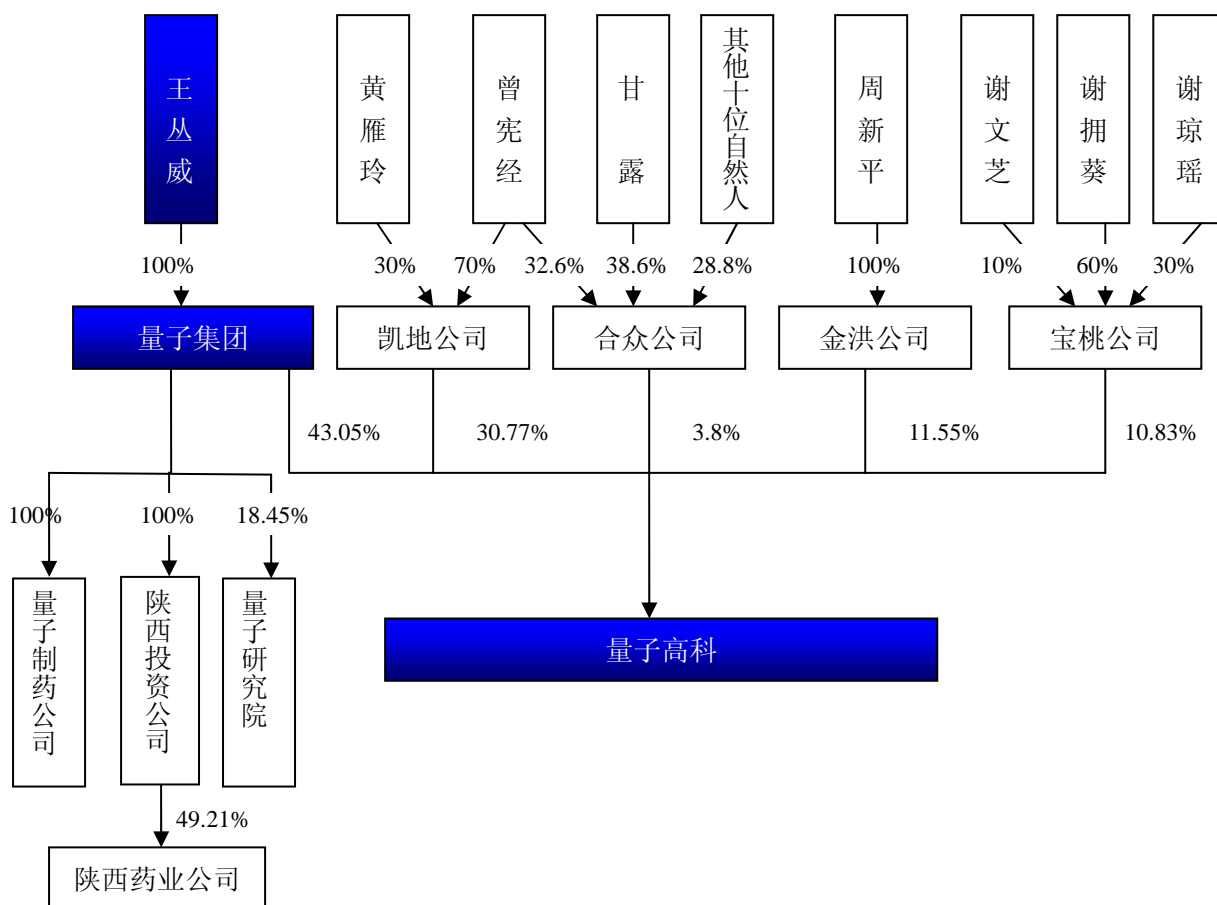 王丛威
黄雁玲
曾宪经
甘露
其他十位自然人
周新平
谢文芝
谢拥葵
谢琼瑶
100%
30%
70%
32.6%
38.6%
28.8%
100%
10%
60%
30%
量子集团
凯地公司
合众公司
金洪公司
宝桃公司
43.05%
30.77%
3.8%
11.55%
10.83%
100%
100%
18.45%
量子制药公司
陕西投资公司
量子研究院
量子高科
49.21%
陕西药业公司